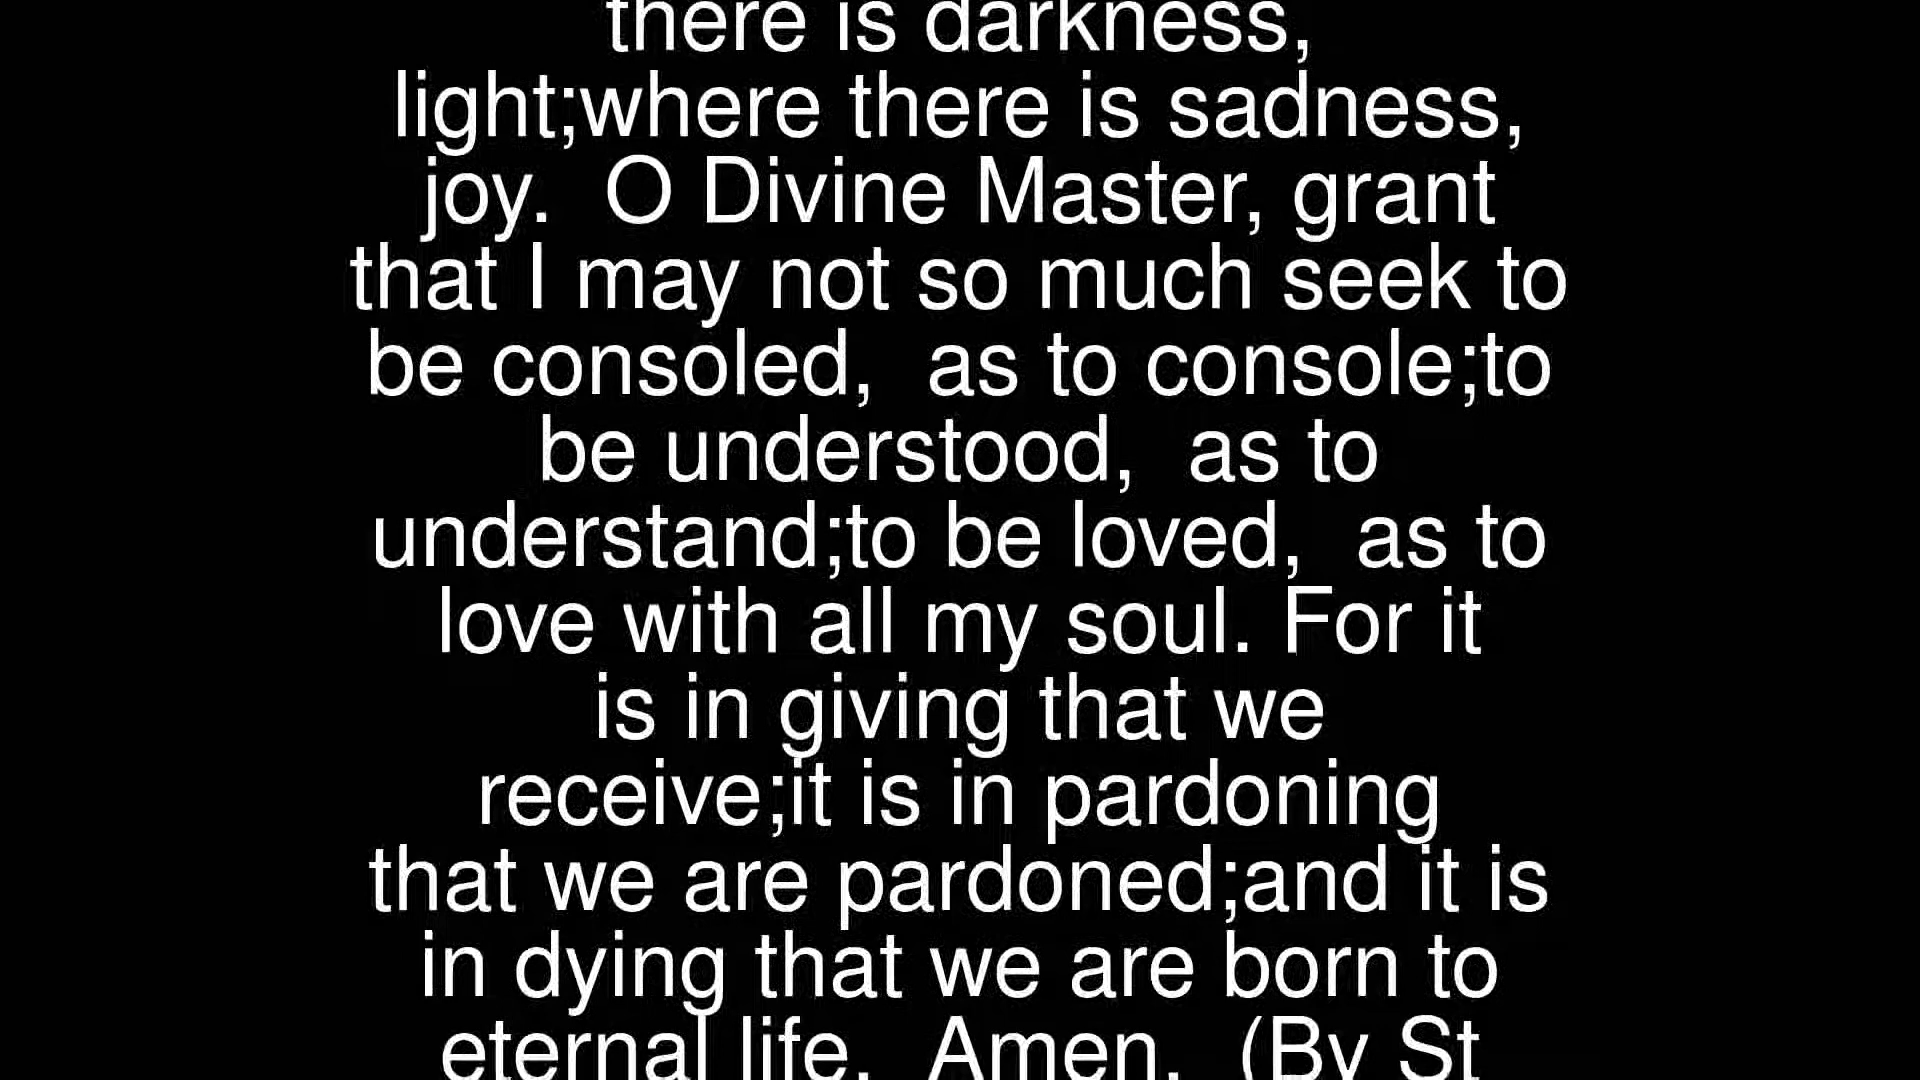 there is darkness,
light;where there is sadness,
joy.  O Divine Master, grant
that I may not so much seek to
be consoled,  as to console;to
be understood,  as to
understand;to be loved,  as to
love with all my soul. For it
is in giving that we
receive;it is in pardoning
that we are pardoned;and it is
in dying that we are born to
eternal life.  Amen.  (By St